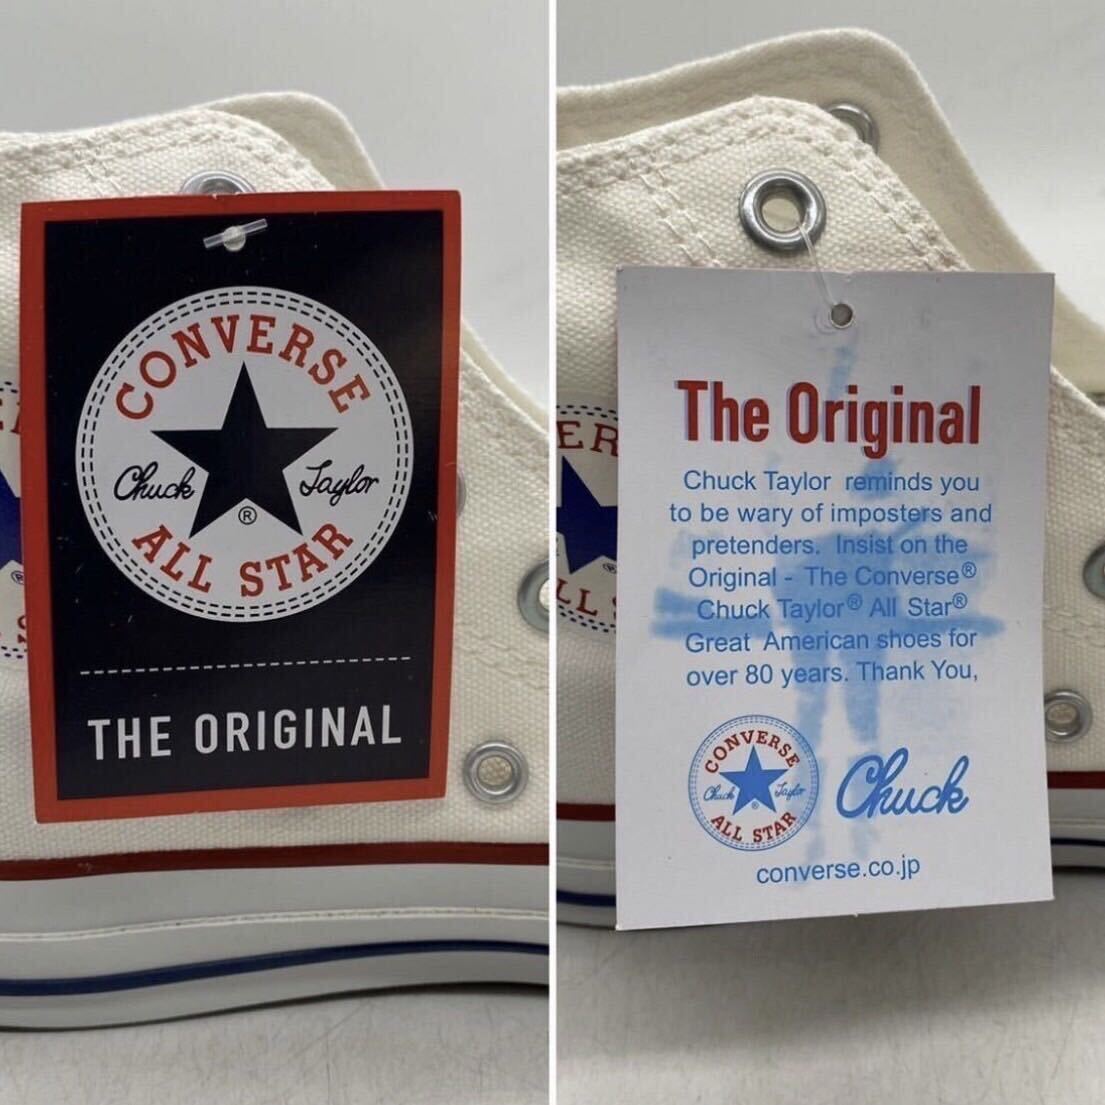 CONVERSE
Chuck Taylor
®
ALL STAR
THE ORIGINAL
ER
The Original
Chuck Taylor reminds you
to be wary of imposters and
pretenders. Insist on the
Original - The Converse®
Chuck Taylor® All Star®
Great American shoes for
over 80 years. Thank You,
CONVERSE
Chuck Taylor
®
ALL STAR
Chuck
converse.co.jp